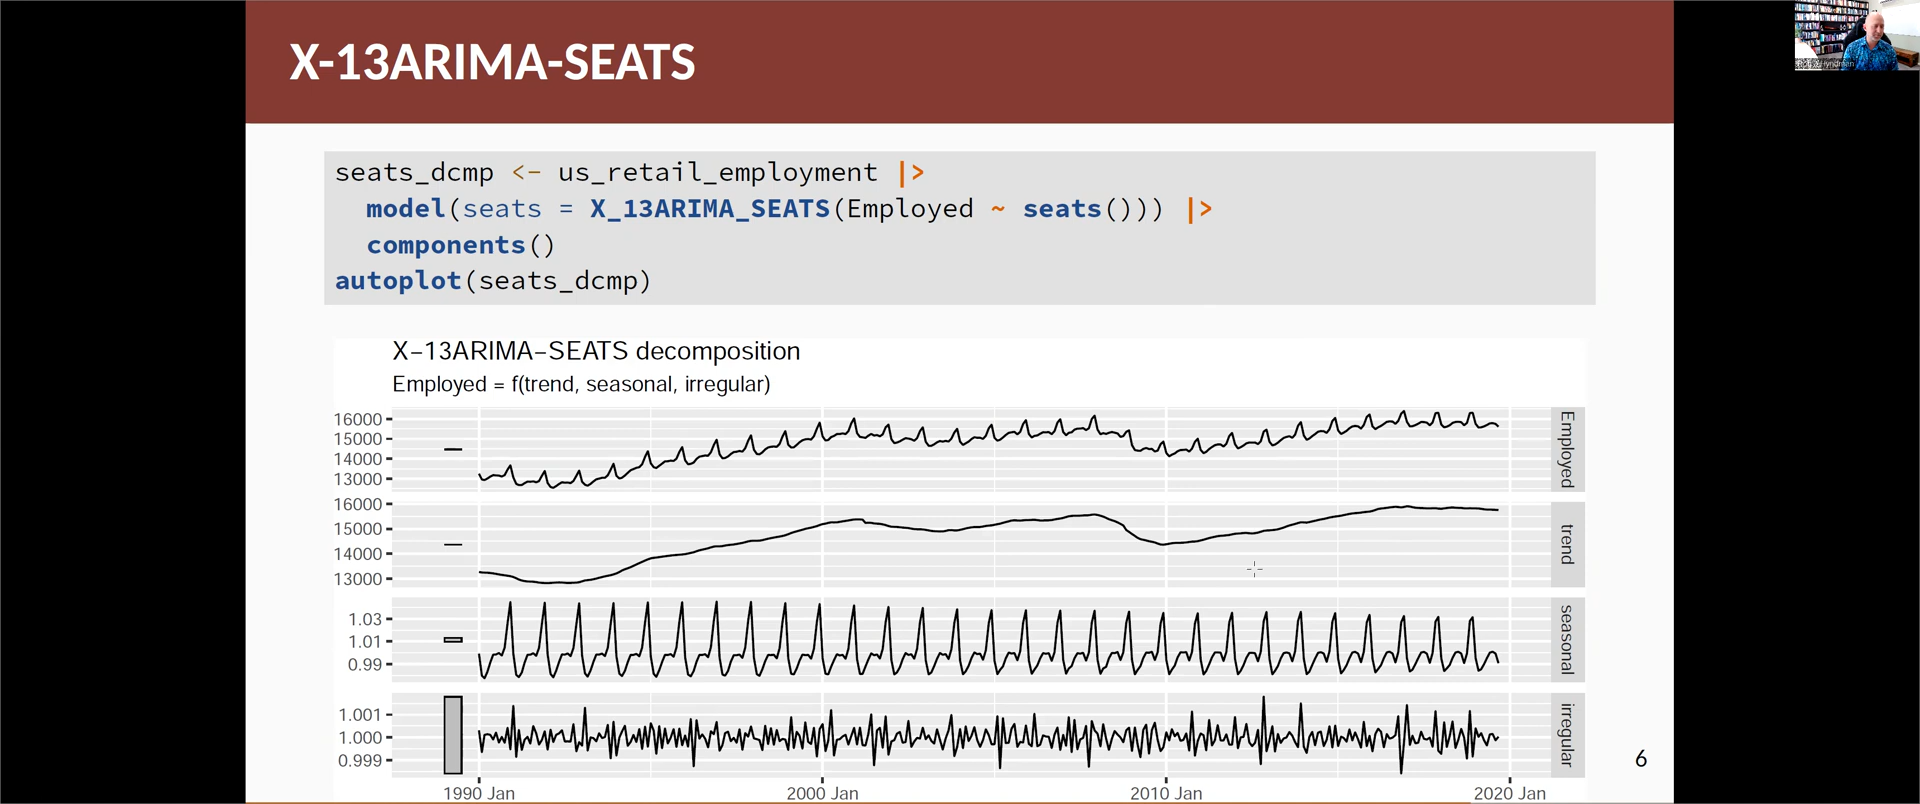 X-13ARIMA-SEATS
seats_dcmp <- us_retail_employment |>
  model(seats = X_13ARIMA_SEATS(Employed ~ seats())) |>
  components()
autoplot(seats_dcmp)
X−13ARIMA−SEATS decomposition
Employed = f(trend, seasonal, irregular)
16000
15000
14000
13000
Employed
16000
15000
14000
13000
trend
1.03
1.01
0.99
seasonal
1.001
1.000
0.999
irregular
6
1990 Jan
2000 Jan
2010 Jan
2020 Jan
Hyndman